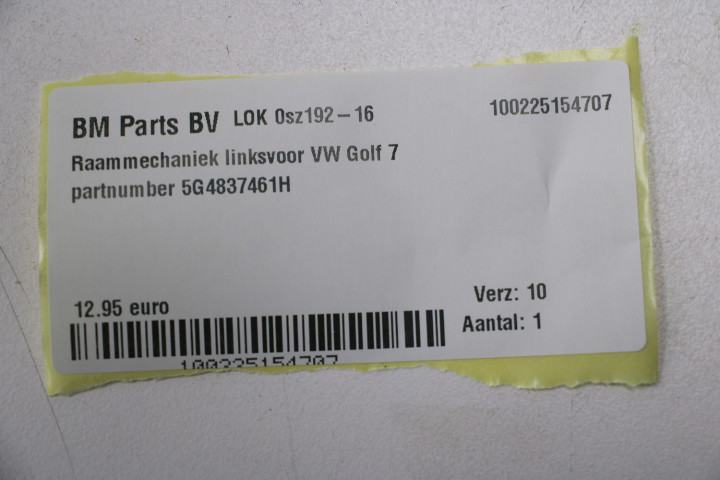 BM Parts BV LOK 0sz192-16 100225154707
Raammechaniek linksvoor VW Golf 7
partnumber 5G4837461H
12.95 euro Verz: 10
Aantal: 1
100225154707